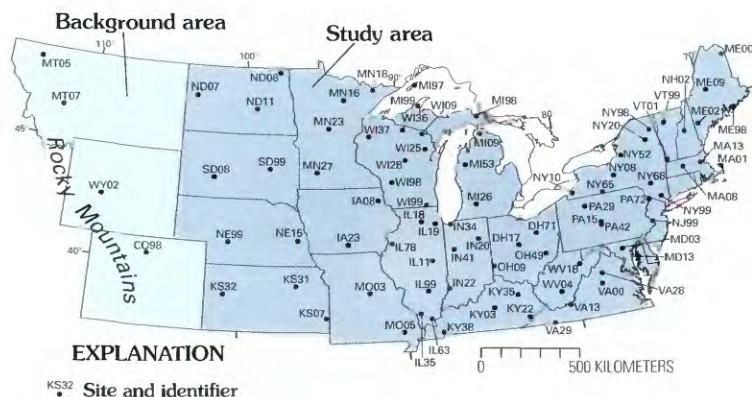 Background area
Study area
110°
100°
90°
80
70
45
40°
Rocky Mountains
MT05
MT07
WY02
CO98
ND07
ND08
ND11
SD08
SD99
NE99
NE15
KS32
KS31
KS07
MN18
MN16
MN23
MN27
IA08
IA23
MO03
MO05
MI97
MI99
WI09
MI98
WI36
WI37
MI09
WI25
WI28
MI53
WI98
WI99
MI26
IL18
IL19
IL78
IL11
IL99
IL35
IL63
IN34
IN20
IN41
IN22
DH17
DH71
OH49
OH09
KY35
KY03
KY22
KY38
WV18
WV04
VA13
VA29
VA00
VA28
NY10
NY65
NY08
NY52
NY20
NY98
VT01
VT99
NH02
ME00
ME09
ME02
ME98
MA13
MA01
MA08
NY68
NY99
PA72
PA29
PA15
PA42
NJ99
MD03
MD13
0 500 KILOMETERS
EXPLANATION
KS32 Site and identifier